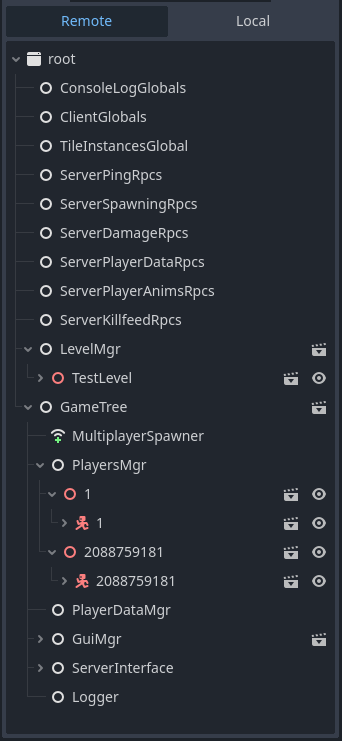 Remote Local
root
ConsoleLogGlobals
ClientGlobals
TileInstancesGlobal
ServerPingRpcs
ServerSpawningRpcs
ServerDamageRpcs
ServerPlayerDataRpcs
ServerPlayerAnimsRpcs
ServerKillfeedRpcs
LevelMgr
TestLevel
GameTree
MultiplayerSpawner
PlayersMgr
1
1
2088759181
2088759181
PlayerDataMgr
GuiMgr
ServerInterface
Logger